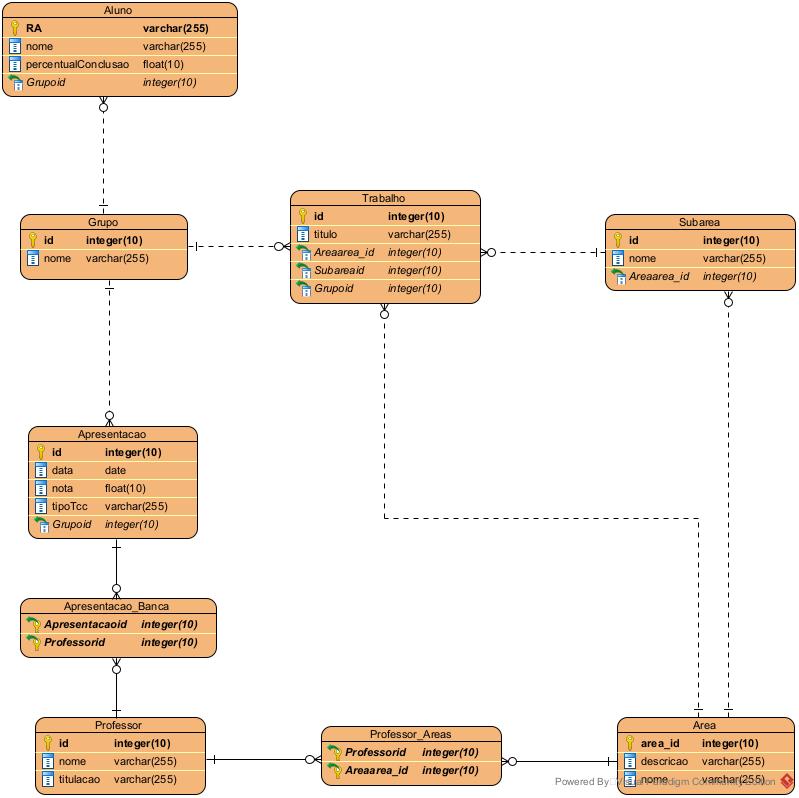 Aluno
RA varchar(255)
nome varchar(255)
percentualConclusao float(10)
Grupoid integer(10)
Grupo
id integer(10)
nome varchar(255)
Trabalho
id integer(10)
titulo varchar(255)
Areaarea_id integer(10)
Subareaid integer(10)
Grupoid integer(10)
Subarea
id integer(10)
nome varchar(255)
Areaarea_id integer(10)
Apresentacao
id integer(10)
data date
nota float(10)
tipoTcc varchar(255)
Grupoid integer(10)
Apresentacao_Banca
Apresentacaoid integer(10)
Professorid integer(10)
Professor
id integer(10)
nome varchar(255)
titulacao varchar(255)
Professor_Areas
Professorid integer(10)
Areaarea_id integer(10)
Area
area_id integer(10)
descricao varchar(255)
nome varchar(255)
Powered By Visual Paradigm Community Edition